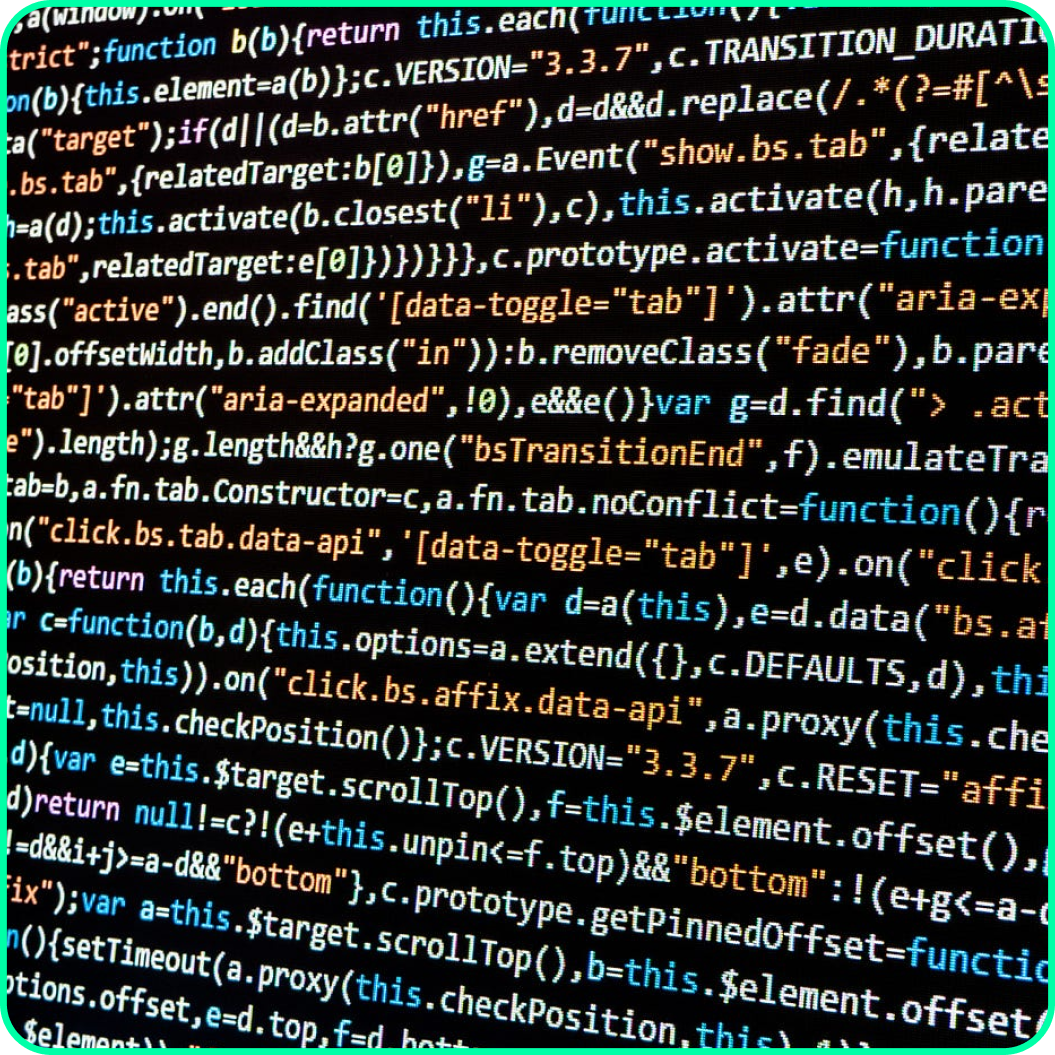 ,a(window).on(
trict";function b(b){return this.each(function(){
on(b){this.element=a(b)};c.VERSION="3.3.7",c.TRANSITION_DURATI
ta("target");if(d||(d=b.attr("href"),d=d&&d.replace(/.*(?=#[^\s
.bs.tab",{relatedTarget:b[0]}),g=a.Event("show.bs.tab",{relate
h=a(d);this.activate(b.closest("li"),c),this.activate(h,h.pare
s.tab",relatedTarget:e[0]})})}}},c.prototype.activate=function
ass("active").end().find('[data-toggle="tab"]').attr("aria-exp
[0].offsetWidth,b.addClass("in")):b.removeClass("fade"),b.pare
="tab"]').attr("aria-expanded",!0),e&&e()}var g=d.find("> .act
e").length);g.length&&h?g.one("bsTransitionEnd",f).emulateTra
tab=b,a.fn.tab.Constructor=c,a.fn.tab.noConflict=function(){r
on("click.bs.tab.data-api",'[data-toggle="tab"]',e).on("click
(b){return this.each(function(){var d=a(this),e=d.data("bs.af
ar c=function(b,d){this.options=a.extend({},c.DEFAULTS,d),thi
osition,this)).on("click.bs.affix.data-api",a.proxy(this.che
t=null,this.checkPosition()};c.VERSION="3.3.7",c.RESET="affi
d){var e=this.$target.scrollTop(),f=this.$element.offset(),g
d)return null!=c?!(e+this.unpin<=f.top)&&"bottom":!(e+g<=a-d
!=d&&i+j>=a-d&&"bottom"},c.prototype.getPinnedOffset=functio
fix");var a=this.$target.scrollTop(),b=this.$element.offset(
n(){setTimeout(a.proxy(this.checkPosition,this)
ptions.offset,e=d.top,f=d.bott
$element))